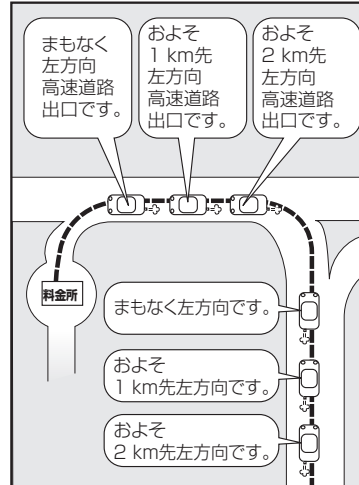 まもなく
左方向
高速道路
出口です。
およそ
1 km先
左方向
高速道路
出口です。
およそ
2 km先
左方向
高速道路
出口です。
料金所
まもなく左方向です。
およそ
1 km先左方向です。
およそ
2 km先左方向です。